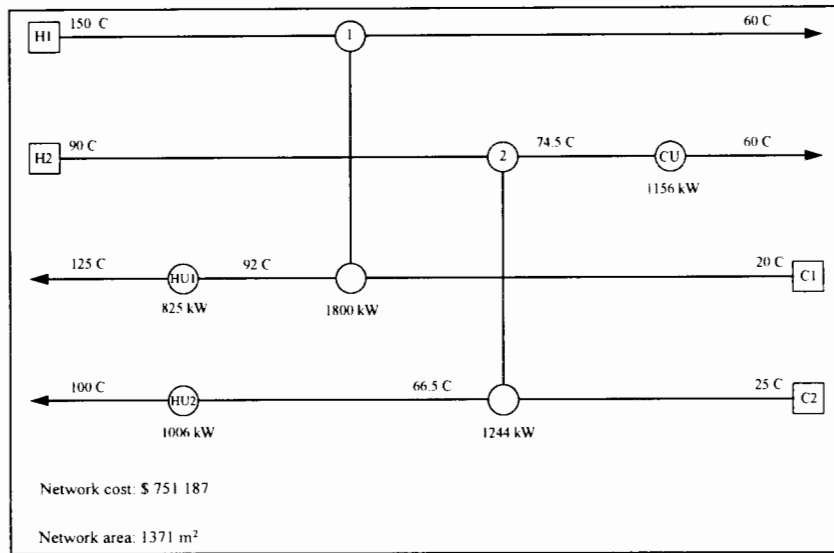 H1 150 C 1 60 C
H2 90 C 2 74.5 C CU 60 C
1156 kW
125 C HU1 92 C 20 C C1
825 kW 1800 kW
100 C HU2 66.5 C 25 C C2
1006 kW 1244 kW
Network cost: $ 751 187
Network area: 1371 m²